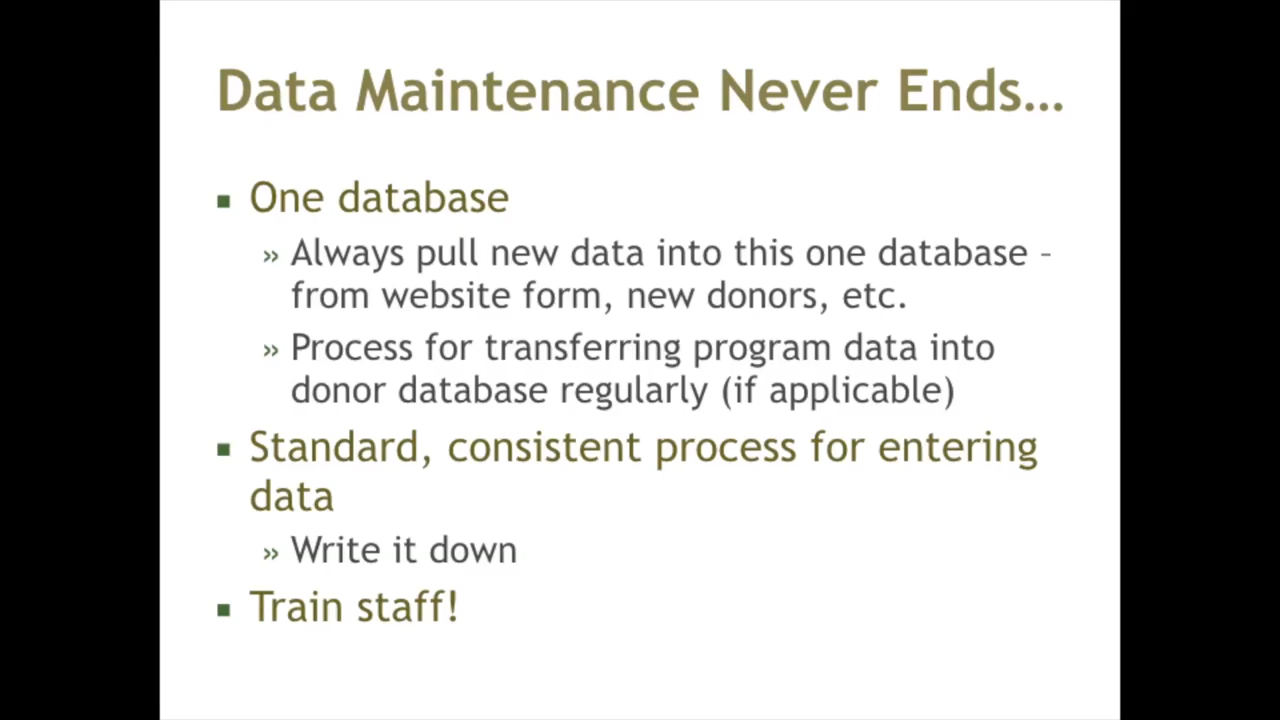 Data Maintenance Never Ends…
▪ One database
» Always pull new data into this one database –
from website form, new donors, etc.
» Process for transferring program data into
donor database regularly (if applicable)
▪ Standard, consistent process for entering
data
» Write it down
▪ Train staff!